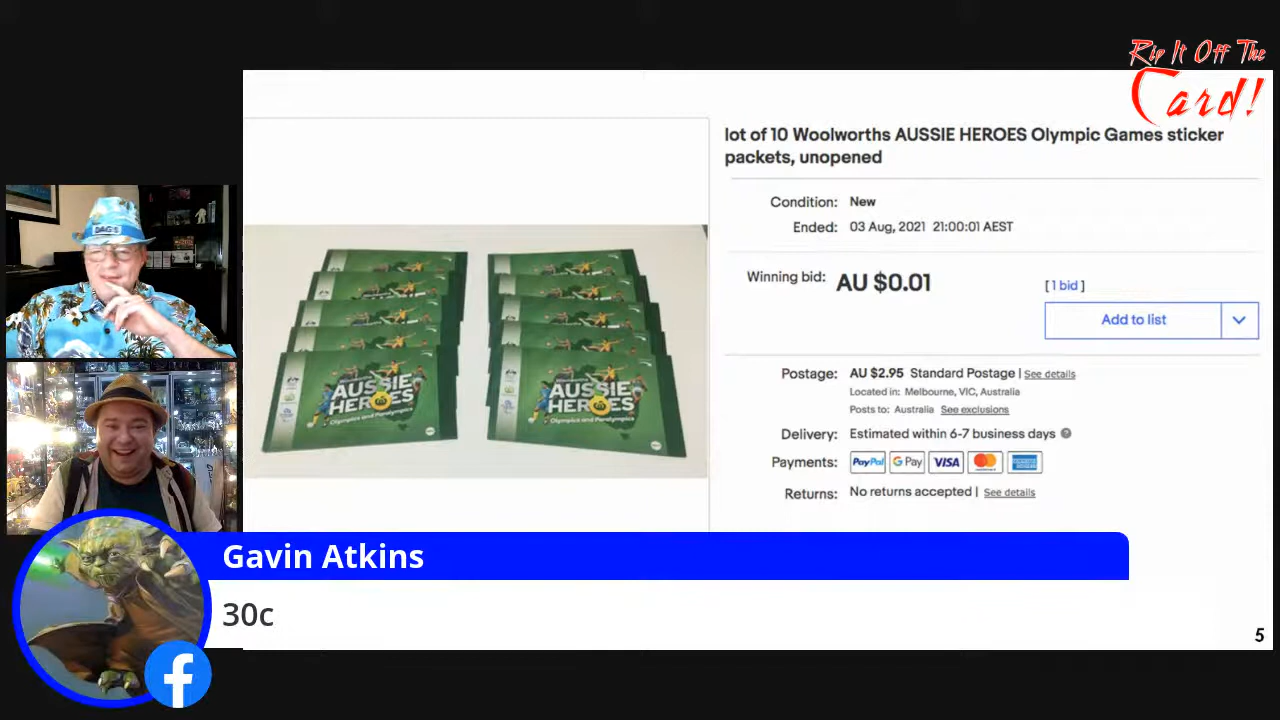 Rip It Off The
Card!
lot of 10 Woolworths AUSSIE HEROES Olympic Games sticker
packets, unopened
Condition: New
Ended: 03 Aug, 2021 21:00:01 AEST
Winning bid: AU $0.01
[ 1 bid ]
Add to list
Postage: AU $2.95 Standard Postage | See details
Located in: Melbourne, VIC, Australia
Posts to: Australia See exclusions
Delivery: Estimated within 6-7 business days
Payments: PayPal G Pay VISA
Returns: No returns accepted | See details
DAG'S
AUSSIE
HEROES
Olympics and Paralympics
AUSSIE
HEROES
Olympics and Paralympics
Gavin Atkins
30c
5